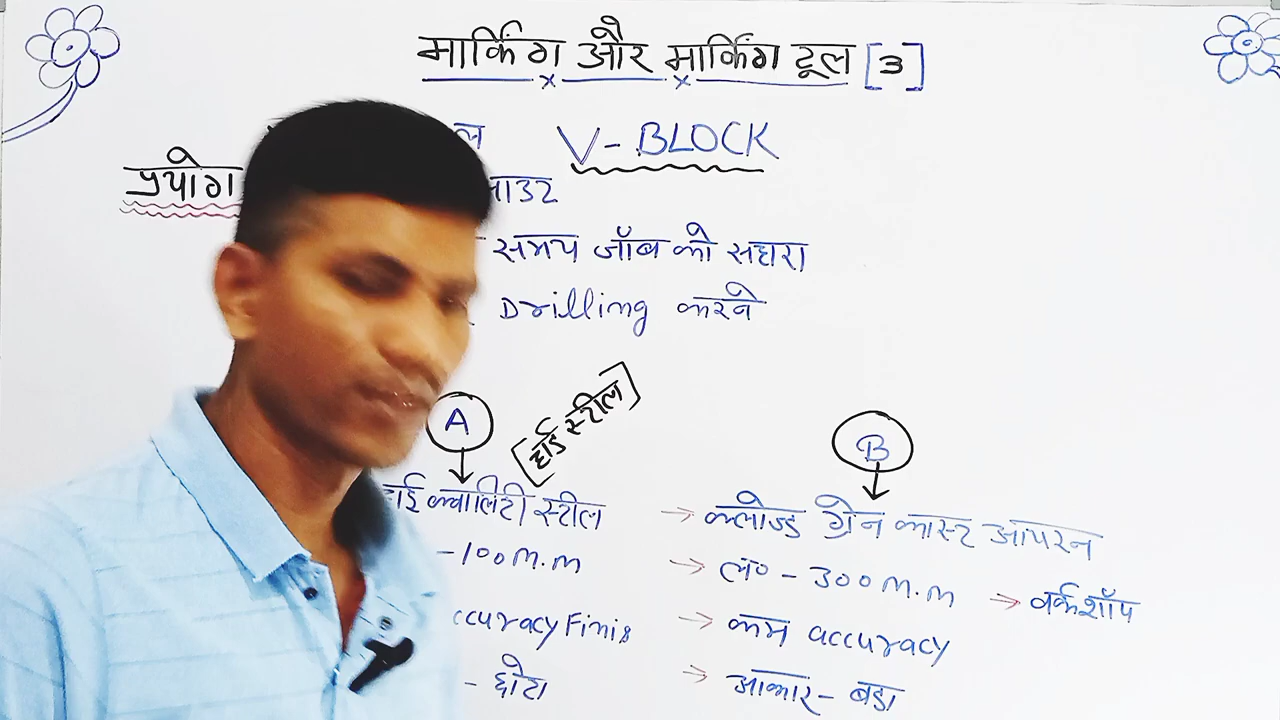 मार्किंग और मार्किंग टूल [3]
V-BLOCK
प्रयोग
समय जॉब को सहारा
Drilling करने
A
[हार्ड स्टील]
B
हाई क्वालिटी स्टील
→ क्लोज्ड ग्रेन कास्ट आयरन
-100 M.M
→ लं० - 300 M.M → वर्कशॉप
ccuracy Finis
→ कम accuracy
- छोटा
→ आकार - बडा